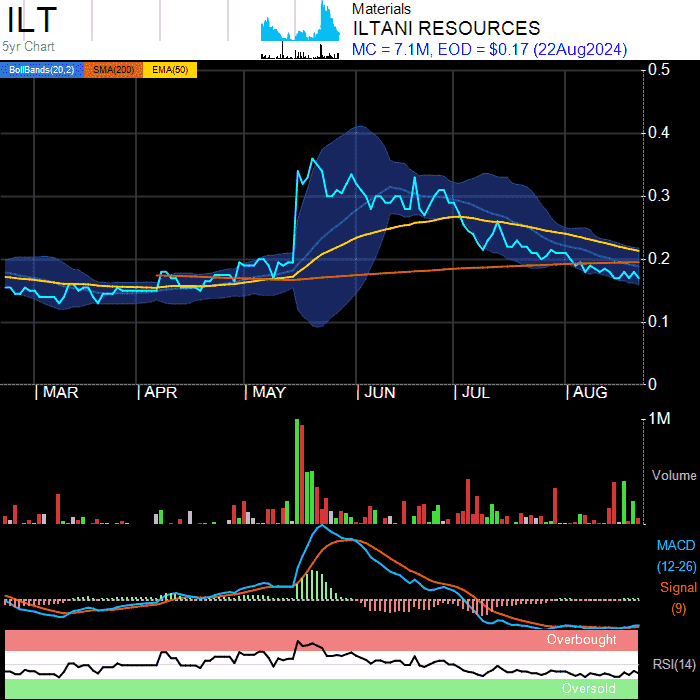 ILT
5yr Chart
Materials
ILTANI RESOURCES
MC = 7.1M, EOD = $0.17 (22Aug2024)
BollBands(20,2) SMA(200) EMA(50)
0.5
0.4
0.3
0.2
0.1
0
MAR APR MAY JUN JUL AUG
1M
Volume
MACD
(12-26)
Signal
(9)
Overbought
RSI(14)
Oversold